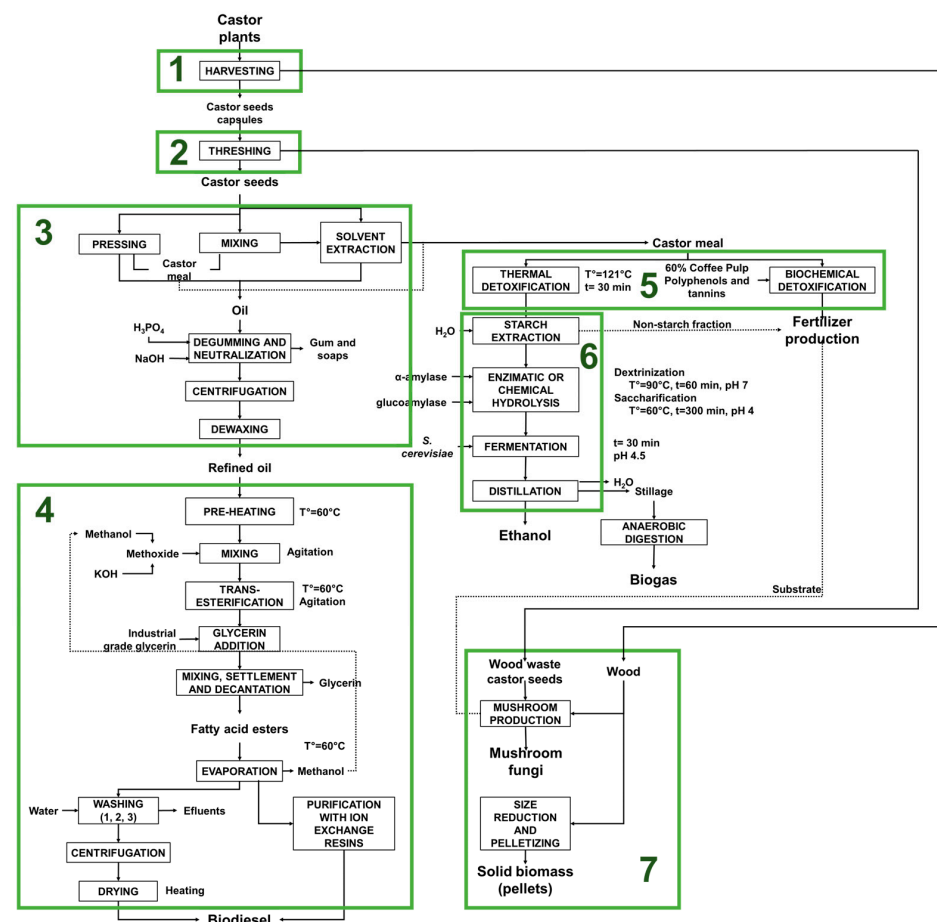 Castor
plants
1
HARVESTING
Castor seeds
capsules
2
THRESHING
Castor seeds
3
PRESSING
MIXING
SOLVENT
EXTRACTION
Castor
meal
Oil
H₃PO₄
NaOH
DEGUMMING AND
NEUTRALIZATION
Gum and
soaps
CENTRIFUGATION
DEWAXING
Refined oil
4
PRE-HEATING
T°=60°C
Methanol
Methoxide
KOH
MIXING
Agitation
TRANS-
ESTERIFICATION
T°=60°C
Agitation
Industrial
grade glycerin
GLYCERIN
ADDITION
MIXING, SETTLEMENT
AND DECANTATION
Glycerin
Fatty acid esters
T°=60°C
EVAPORATION
Methanol
Water
WASHING
(1, 2, 3)
Efluents
PURIFICATION
WITH ION
EXCHANGE
RESINS
CENTRIFUGATION
DRYING
Heating
Biodiesel
Castor meal
THERMAL
DETOXIFICATION
T°=121°C
t= 30 min
5
60% Coffee Pulp
Polyphenols and
tannins
BIOCHEMICAL
DETOXIFICATION
Fertilizer
production
H₂O
STARCH
EXTRACTION
Non-starch fraction
6
α-amylase
glucoamylase
ENZIMATIC OR
CHEMICAL
HYDROLYSIS
Dextrinization
T°=90°C, t=60 min, pH 7
Saccharification
T°=60°C, t=300 min, pH 4
S.
cerevisiae
FERMENTATION
t= 30 min
pH 4.5
DISTILLATION
H₂O
Stillage
Ethanol
ANAEROBIC
DIGESTION
Biogas
Substrate
Wood waste
castor seeds
Wood
MUSHROOM
PRODUCTION
Mushroom
fungi
SIZE
REDUCTION
AND
PELLETIZING
Solid biomass
(pellets)
7